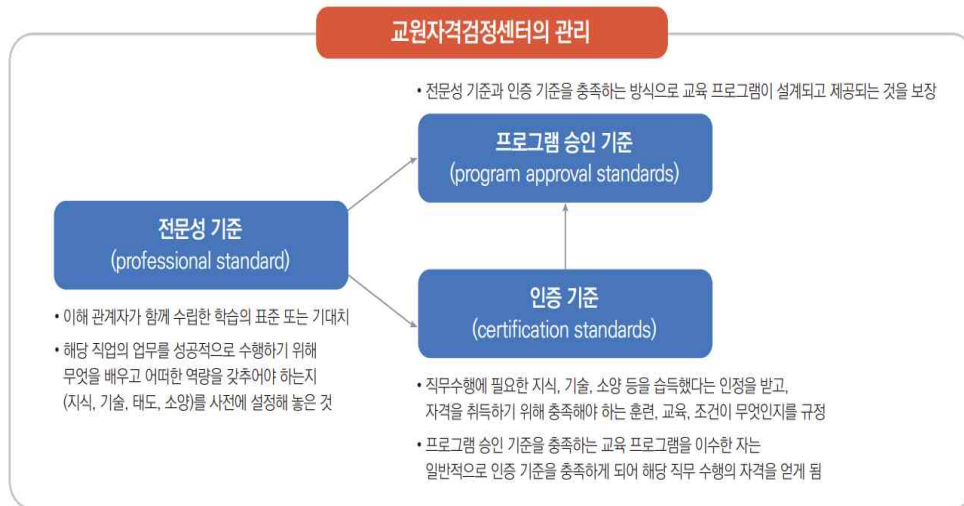 교원자격검정센터의 관리
• 전문성 기준과 인증 기준을 충족하는 방식으로 교육 프로그램이 설계되고 제공되는 것을 보장
프로그램 승인 기준
(program approval standards)
전문성 기준
(professional standard)
• 이해 관계자가 함께 수립한 학습의 표준 또는 기대치
• 해당 직업의 업무를 성공적으로 수행하기 위해
무엇을 배우고 어떠한 역량을 갖추어야 하는지
(지식, 기술, 태도, 소양)를 사전에 설정해 놓은 것
인증 기준
(certification standards)
• 직무수행에 필요한 지식, 기술, 소양 등을 습득했다는 인정을 받고,
자격을 취득하기 위해 충족해야 하는 훈련, 교육, 조건이 무엇인지를 규정
• 프로그램 승인 기준을 충족하는 교육 프로그램을 이수한 자는
일반적으로 인증 기준을 충족하게 되어 해당 직무 수행의 자격을 얻게 됨